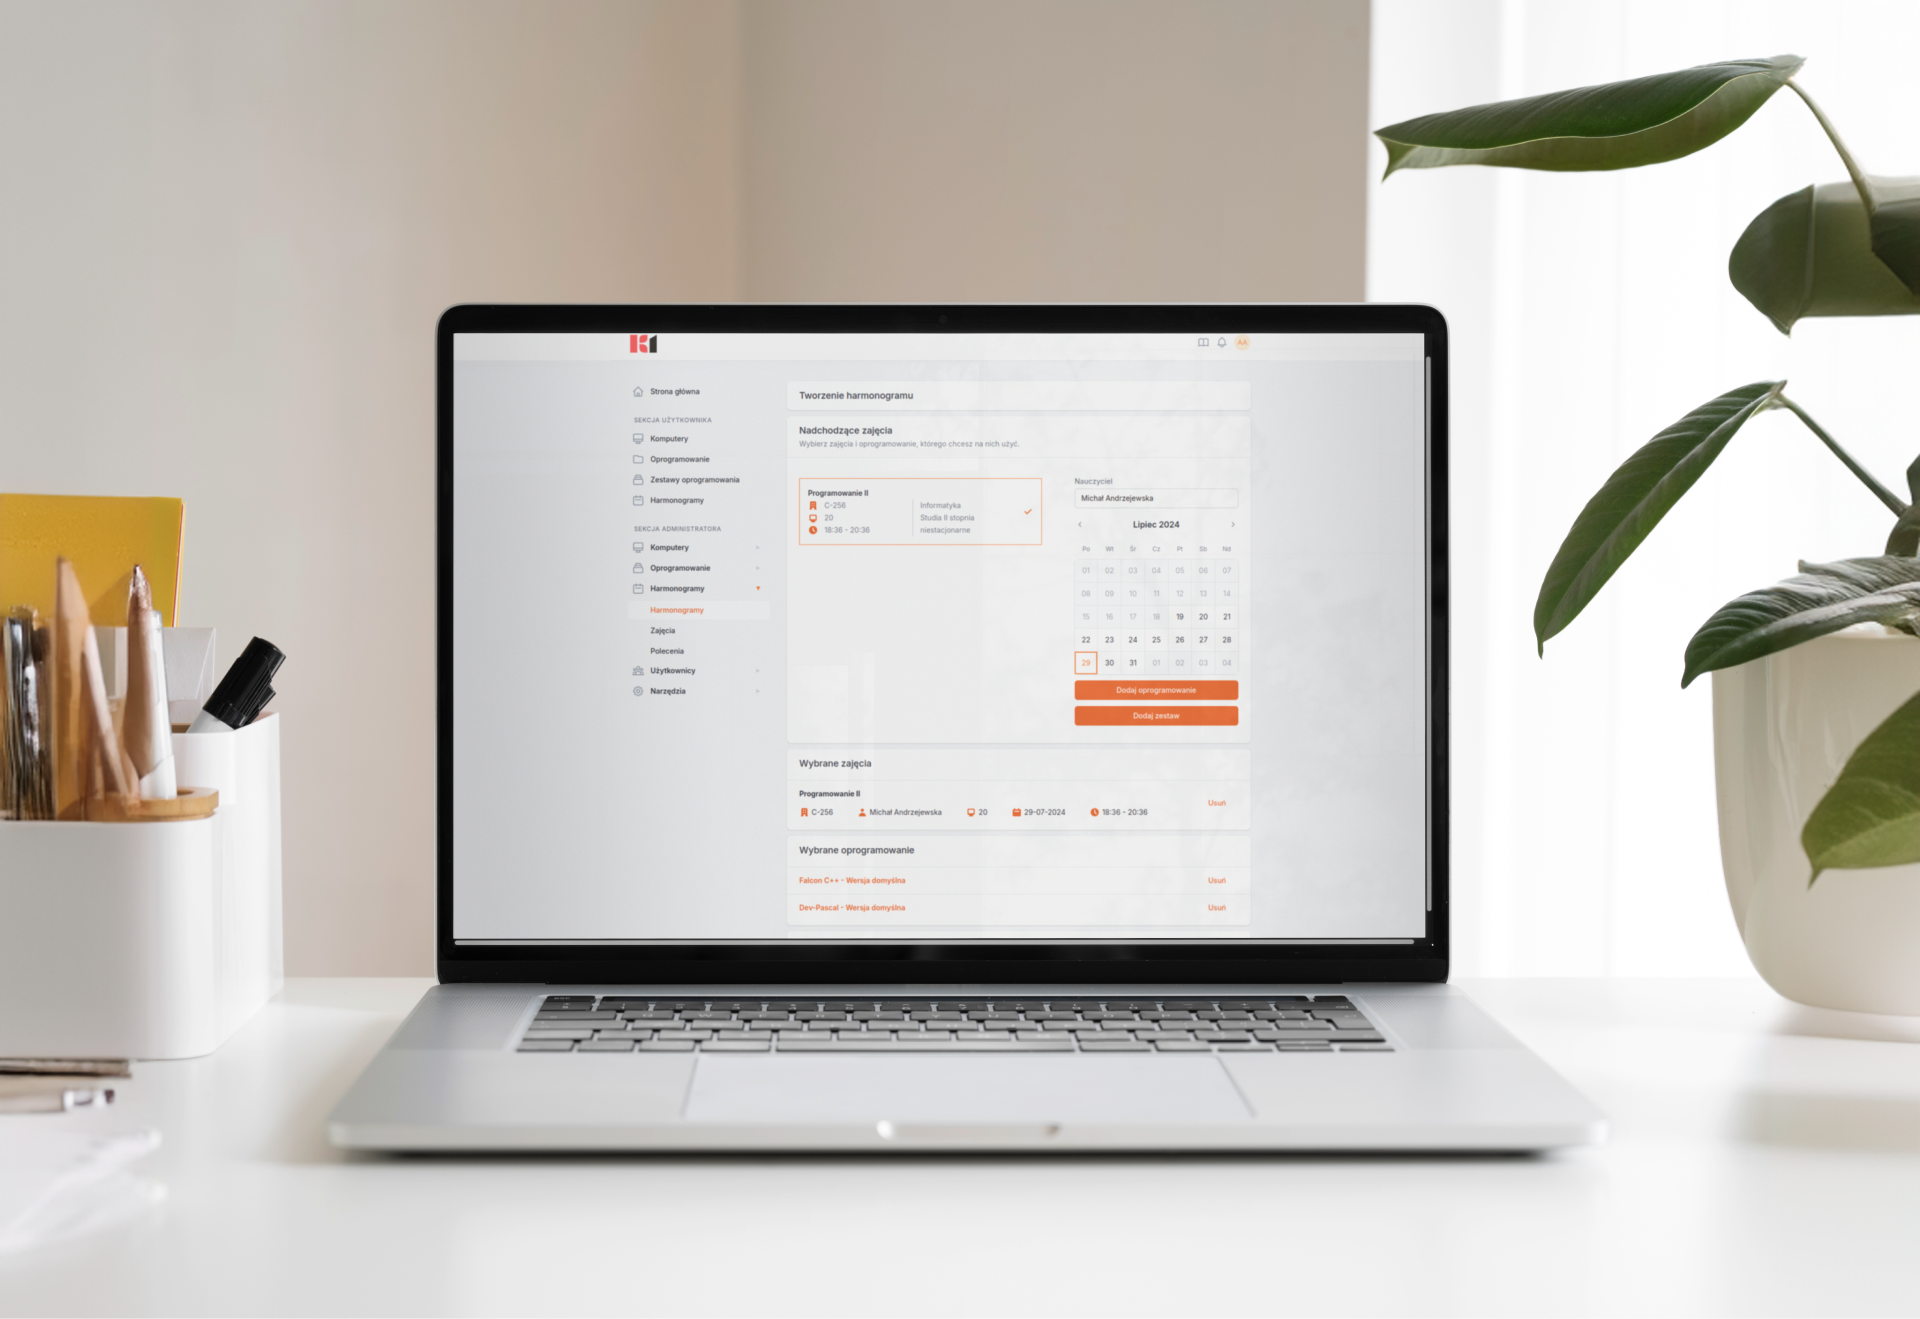 K1
AA
Strona główna
SEKCJA UŻYTKOWNIKA
Komputery
Oprogramowanie
Zestawy oprogramowania
Harmonogramy
SEKCJA ADMINISTRATORA
Komputery
Oprogramowanie
Harmonogramy
Harmonogramy
Zajęcia
Polecenia
Użytkownicy
Narzędzia
Tworzenie harmonogramu
Nadchodzące zajęcia
Wybierz zajęcia i oprogramowanie, którego chcesz na nich użyć.
Programowanie II
C-256
20
18:36 - 20:36
Informatyka
Studia II stopnia
niestacjonarne
Nauczyciel
Michał Andrzejewska
Lipiec 2024
Po Wt Śr Cz Pt Sb Nd
01 02 03 04 05 06 07
08 09 10 11 12 13 14
15 16 17 18 19 20 21
22 23 24 25 26 27 28
29 30 31 01 02 03 04
Dodaj oprogramowanie
Dodaj zestaw
Wybrane zajęcia
Programowanie II
C-256 Michał Andrzejewska 20 29-07-2024 18:36 - 20:36
Usuń
Wybrane oprogramowanie
Falcon C++ - Wersja domyślna Usuń
Dev-Pascal - Wersja domyślna Usuń